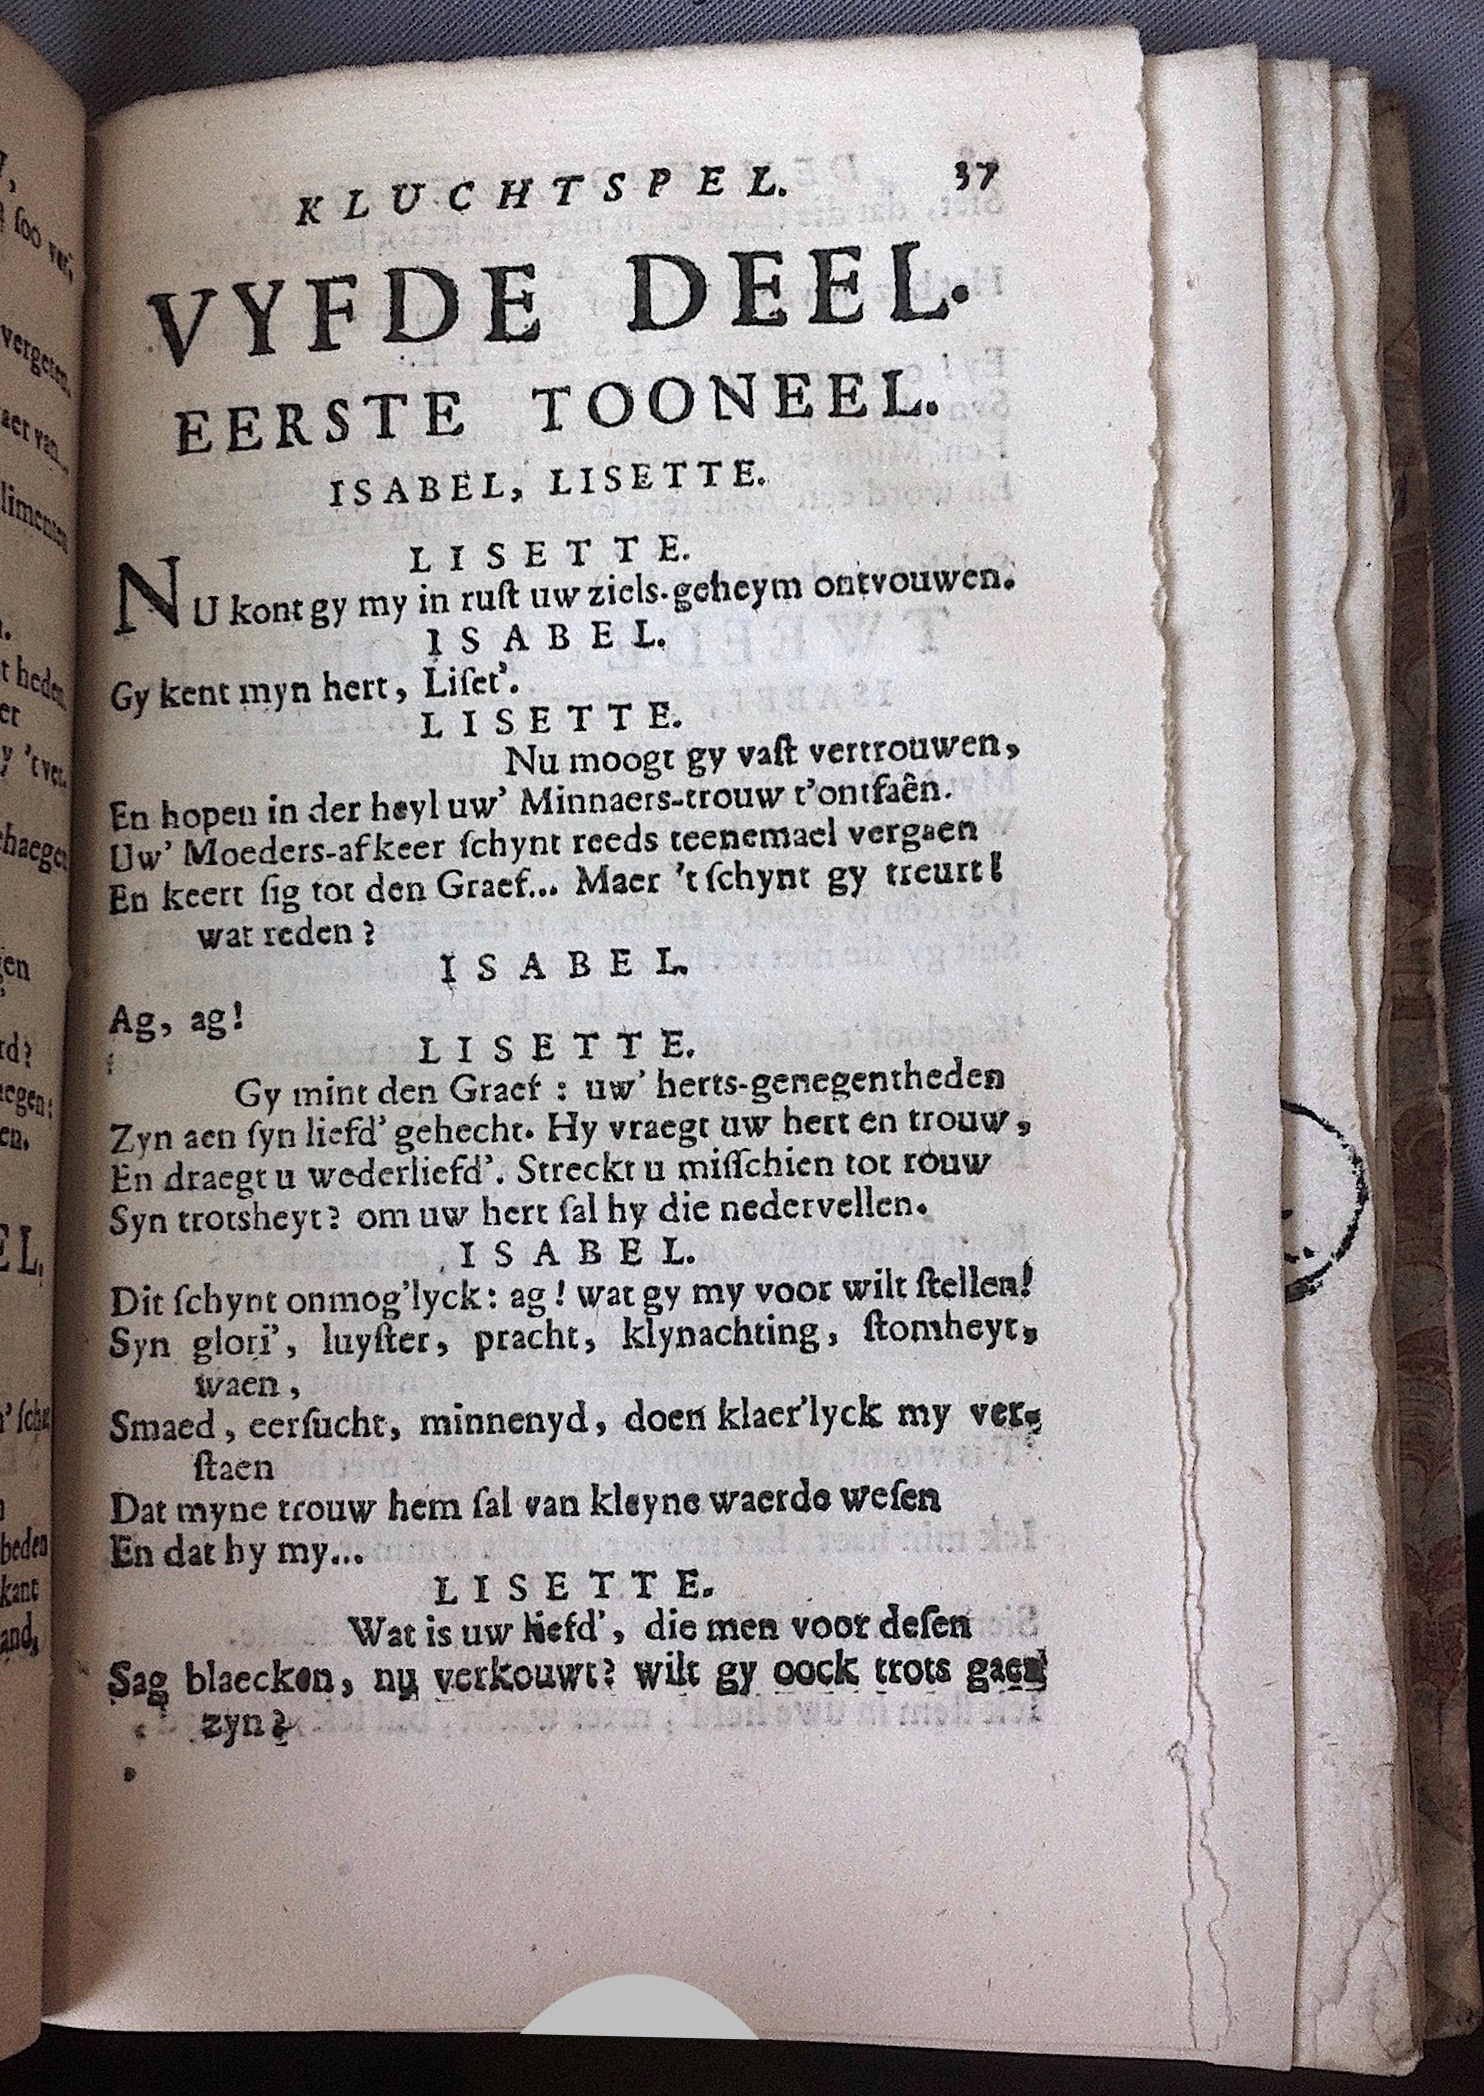 KLUCHTSPEL. 37
VYFDE DEEL.
EERSTE TOONEEL.
ISABEL, LISETTE.
LISETTE.
NU kont gy my in ruſt uw ziels-geheym ontvouwen.
ISABEL.
Gy kent myn hert, Liſet'.
LISETTE.
Nu moogt gy vaſt vertrouwen,
En hopen in der heyl uw' Minnaers-trouw t'ontfaên.
Uw' Moeders-afkeer ſchynt reeds teenemael vergaen
En keert ſig tot den Graef... Maer 't ſchynt gy treurt!
wat reden?
ISABEL.
Ag, ag!
LISETTE.
Gy mint den Graef: uw' herts-genegentheden
Zyn aen ſyn liefd' gehecht. Hy vraegt uw hert en trouw,
En draegt u wederliefd'. Streckt u miſſchien tot rouw
Syn trotsheyt? om uw hert ſal hy die nedervellen.
ISABEL.
Dit ſchynt onmog'lyck: ag! wat gy my voor wilt ſtellen!
Syn glori', luyſter, pracht, klynachting, ſtomheyt,
waen,
Smaed, eerſucht, minnenyd, doen klaer'lyck my ver-
ſtaen
Dat myne trouw hem ſal van kleyne waerde weſen
En dat hy my...
LISETTE.
Wat is uw liefd', die men voor deſen
Sag blaecken, nu verkouwt? wilt gy oock trots gaen
zyn?